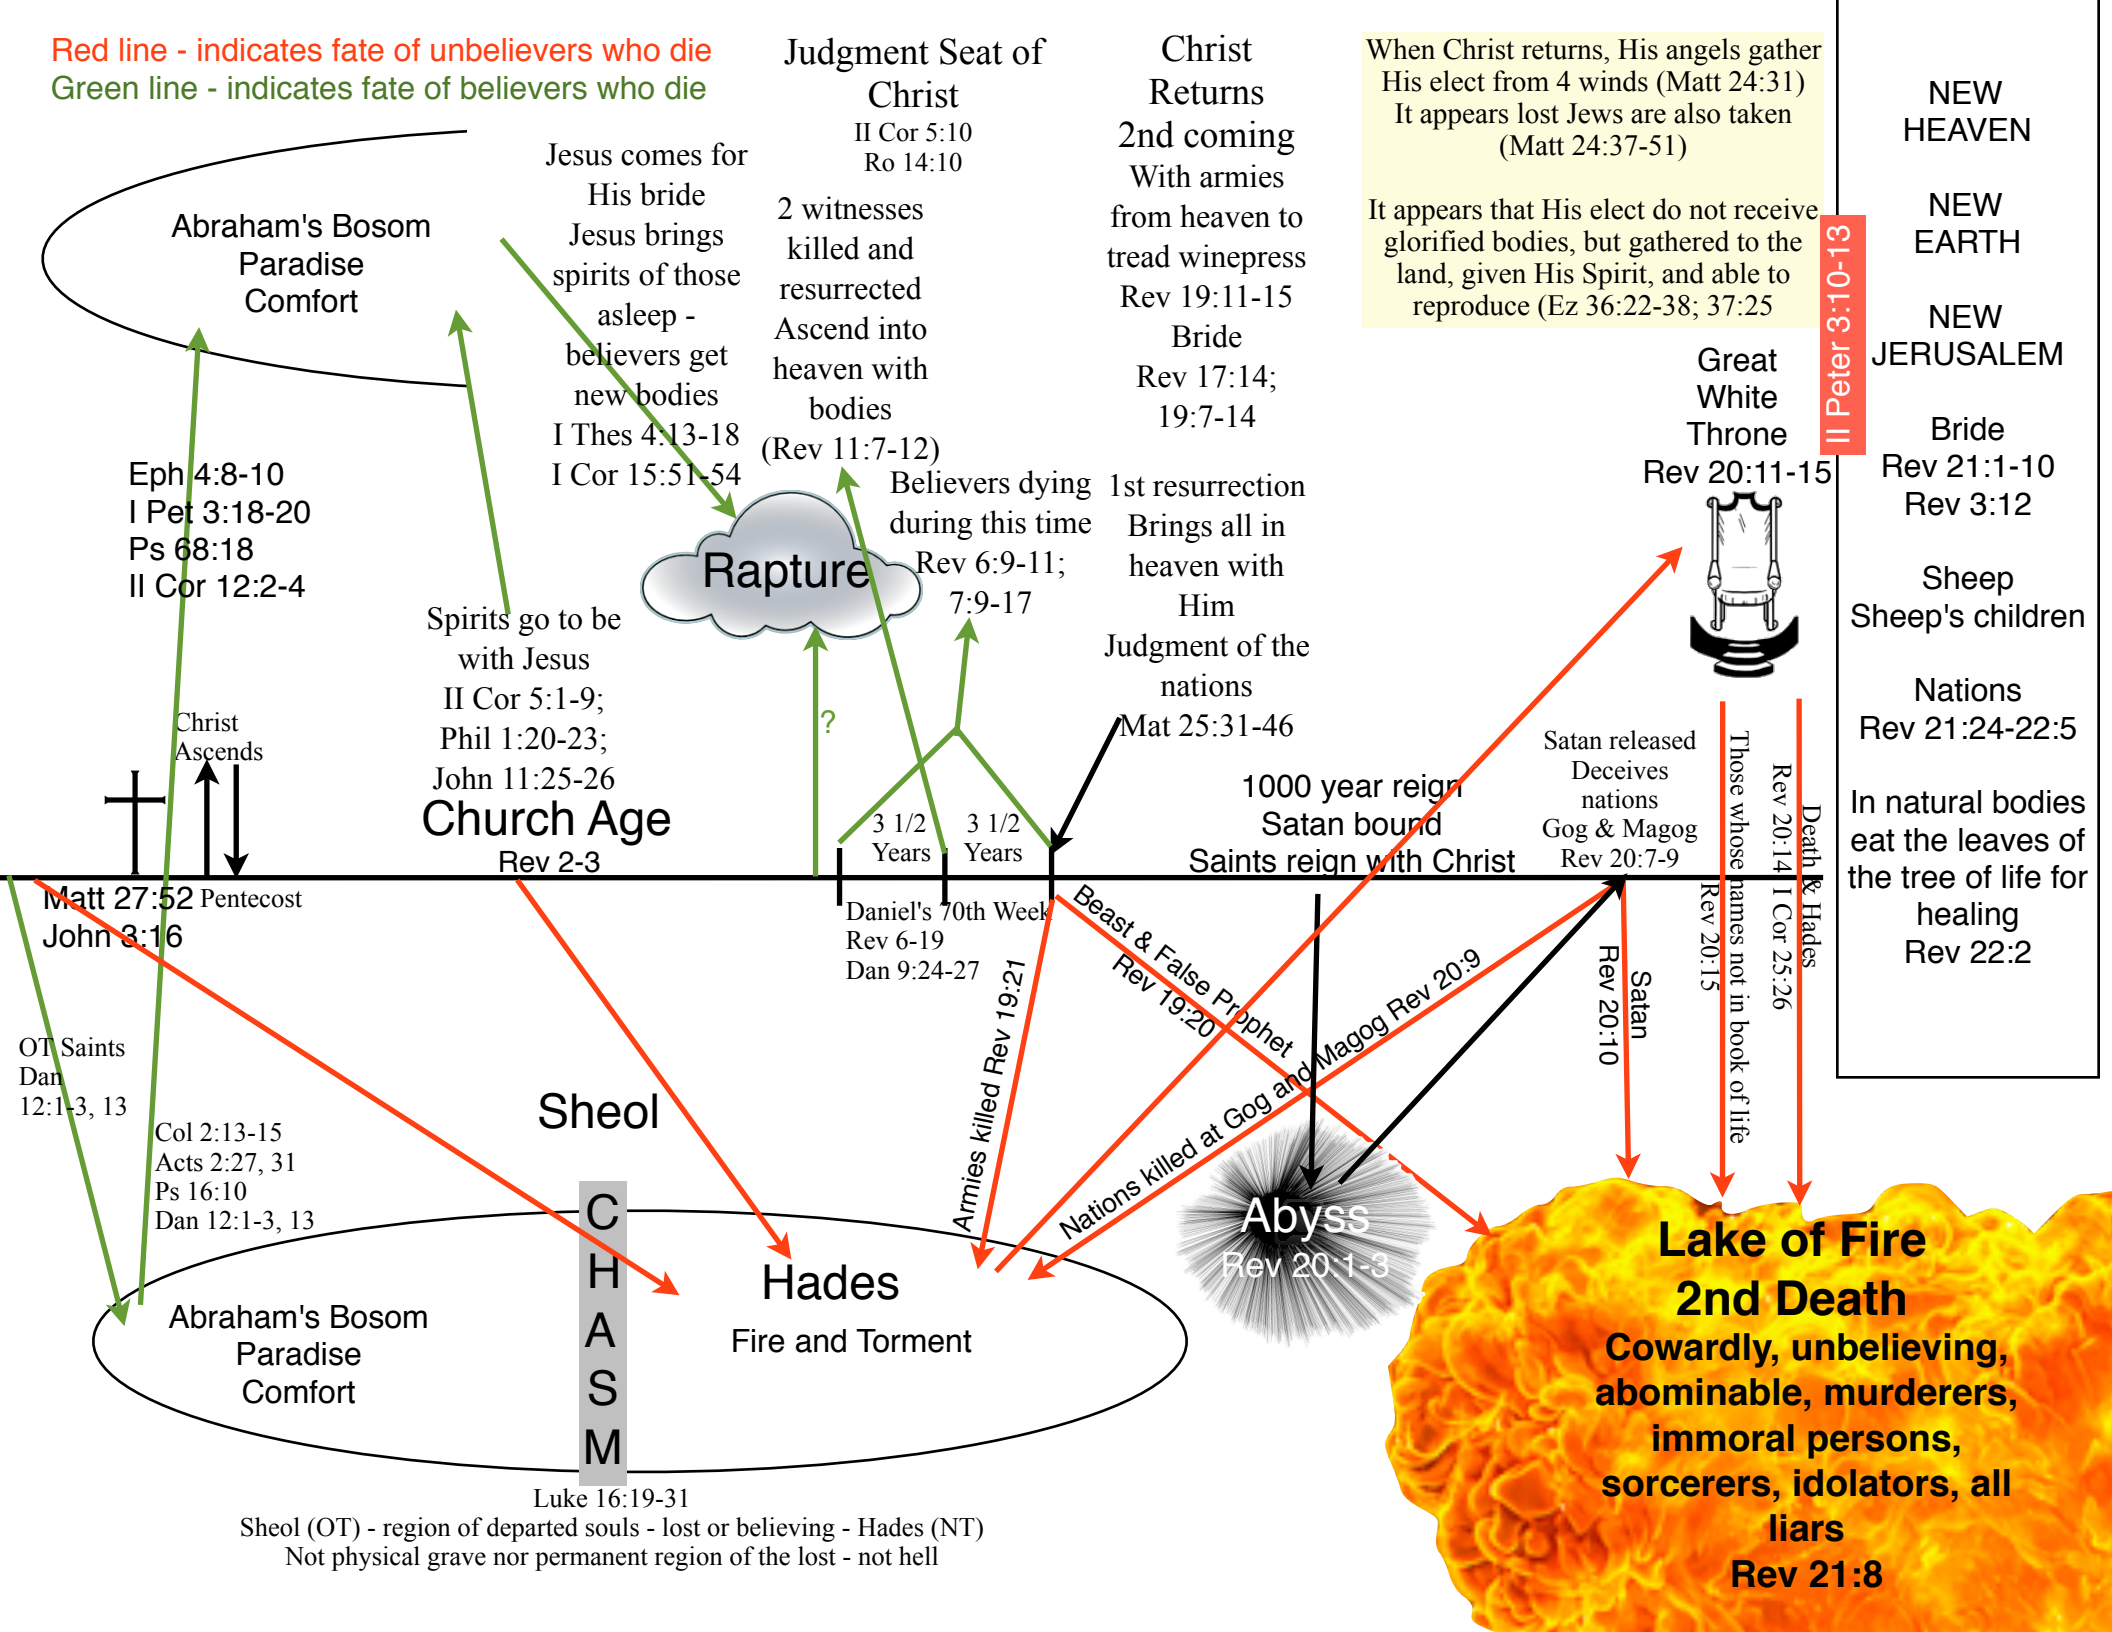 Red line - indicates fate of unbelievers who die
Green line - indicates fate of believers who die
Abraham's Bosom
Paradise
Comfort
Eph 4:8-10
I Pet 3:18-20
Ps 68:18
II Cor 12:2-4
Jesus comes for
His bride
Jesus brings
spirits of those
asleep -
believers get
new bodies
I Thes 4:13-18
I Cor 15:51-54
Judgment Seat of
Christ
II Cor 5:10
Ro 14:10
2 witnesses
killed and
resurrected
Ascend into
heaven with
bodies
(Rev 11:7-12)
Rapture
Believers dying
during this time
Rev 6:9-11;
7:9-17
Christ
Returns
2nd coming
With armies
from heaven to
tread winepress
Rev 19:11-15
Bride
Rev 17:14;
19:7-14
1st resurrection
Brings all in
heaven with
Him
Judgment of the
nations
Mat 25:31-46
When Christ returns, His angels gather
His elect from 4 winds (Matt 24:31)
It appears lost Jews are also taken
(Matt 24:37-51)
It appears that His elect do not receive
glorified bodies, but gathered to the
land, given His Spirit, and able to
reproduce (Ez 36:22-38; 37:25
II Peter 3:10-13
Great
White
Throne
Rev 20:11-15
NEW
HEAVEN
NEW
EARTH
NEW
JERUSALEM
Bride
Rev 21:1-10
Rev 3:12
Sheep
Sheep's children
Nations
Rev 21:24-22:5
In natural bodies
eat the leaves of
the tree of life for
healing
Rev 22:2
Christ
Ascends
Spirits go to be
with Jesus
II Cor 5:1-9;
Phil 1:20-23;
John 11:25-26
Church Age
Rev 2-3
?
3 1/2
Years
3 1/2
Years
1000 year reign
Satan bound
Saints reign with Christ
Satan released
Deceives
nations
Gog & Magog
Rev 20:7-9
Matt 27:52
John 3:16
Pentecost
Daniel's 70th Week
Rev 6-19
Dan 9:24-27
Armies killed Rev 19:21
Beast & False Prophet
Rev 19:20
Nations killed at Gog and Magog Rev 20:9
Satan
Rev 20:10
Those whose names not in book of life
Rev 20:15
Death & Hades
Rev 20:14 I Cor 25:26
OT Saints
Dan
12:1-3, 13
Col 2:13-15
Acts 2:27, 31
Ps 16:10
Dan 12:1-3, 13
Sheol
CHASM
Abraham's Bosom
Paradise
Comfort
Hades
Fire and Torment
Abyss
Rev 20:1-3
Lake of Fire
2nd Death
Cowardly, unbelieving,
abominable, murderers,
immoral persons,
sorcerers, idolators, all
liars
Rev 21:8
Luke 16:19-31
Sheol (OT) - region of departed souls - lost or believing - Hades (NT)
Not physical grave nor permanent region of the lost - not hell